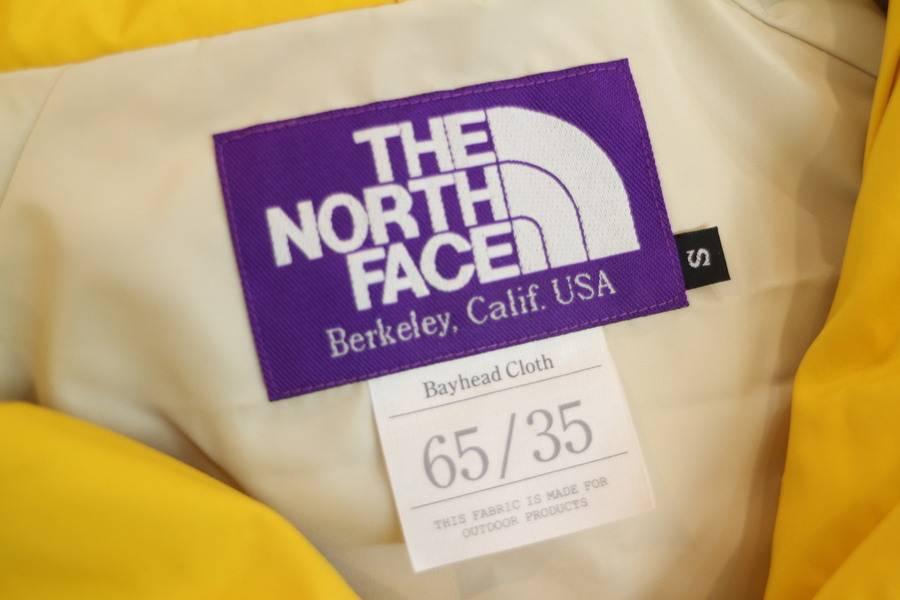 THE
NORTH
FACE
Berkeley, Calif. USA
S
Bayhead Cloth
65/35
THIS FABRIC IS MADE FOR
OUTDOOR PRODUCTS